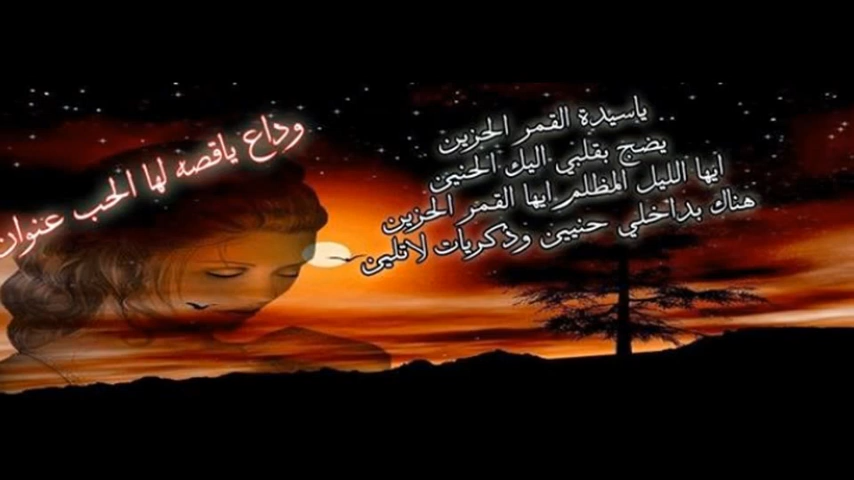 ياسيدة القمر الحزين
يضج بقلبي اليك الحنين
ايها الليل المظلم ايها القمر الحزين
هناك بداخلي حنين وذكريات لاتلين
وداع ياقصه لها الحب عنوان